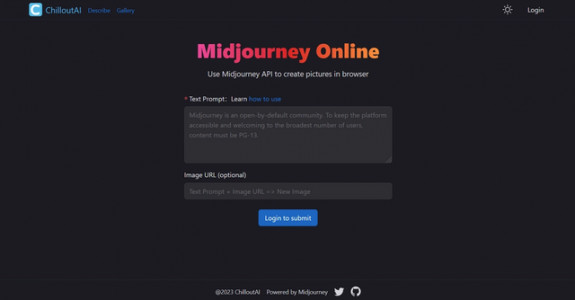 ChilloutAI Describe Gallery Login
Midjourney Online
Use Midjourney API to create pictures in browser
* Text Prompt: Learn how to use
Midjourney is an open-by-default community. To keep the platform
accessible and welcoming to the broadest number of users,
content must be PG-13.
Image URL (optional)
Text Prompt + Image URL => New Image
Login to submit
@2023 ChilloutAI Powered by Midjourney